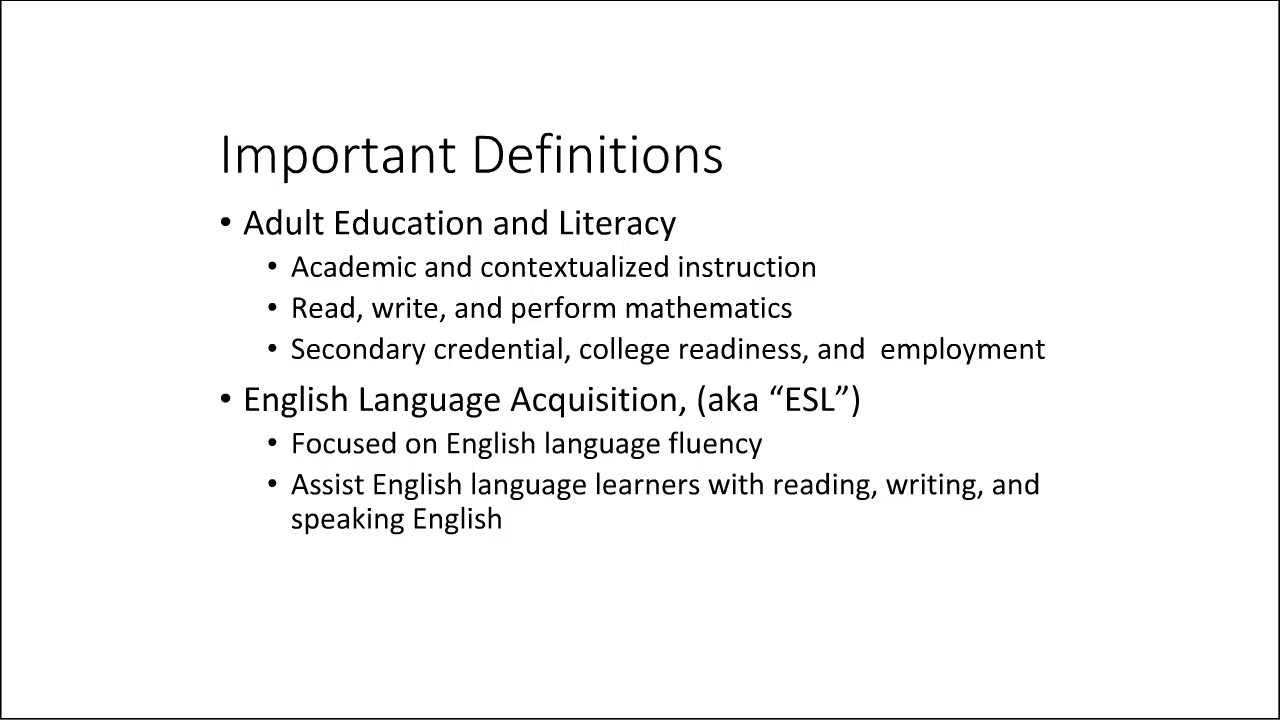 Important Definitions
• Adult Education and Literacy
• Academic and contextualized instruction
• Read, write, and perform mathematics
• Secondary credential, college readiness, and  employment
• English Language Acquisition, (aka “ESL”)
• Focused on English language fluency
• Assist English language learners with reading, writing, and
speaking English